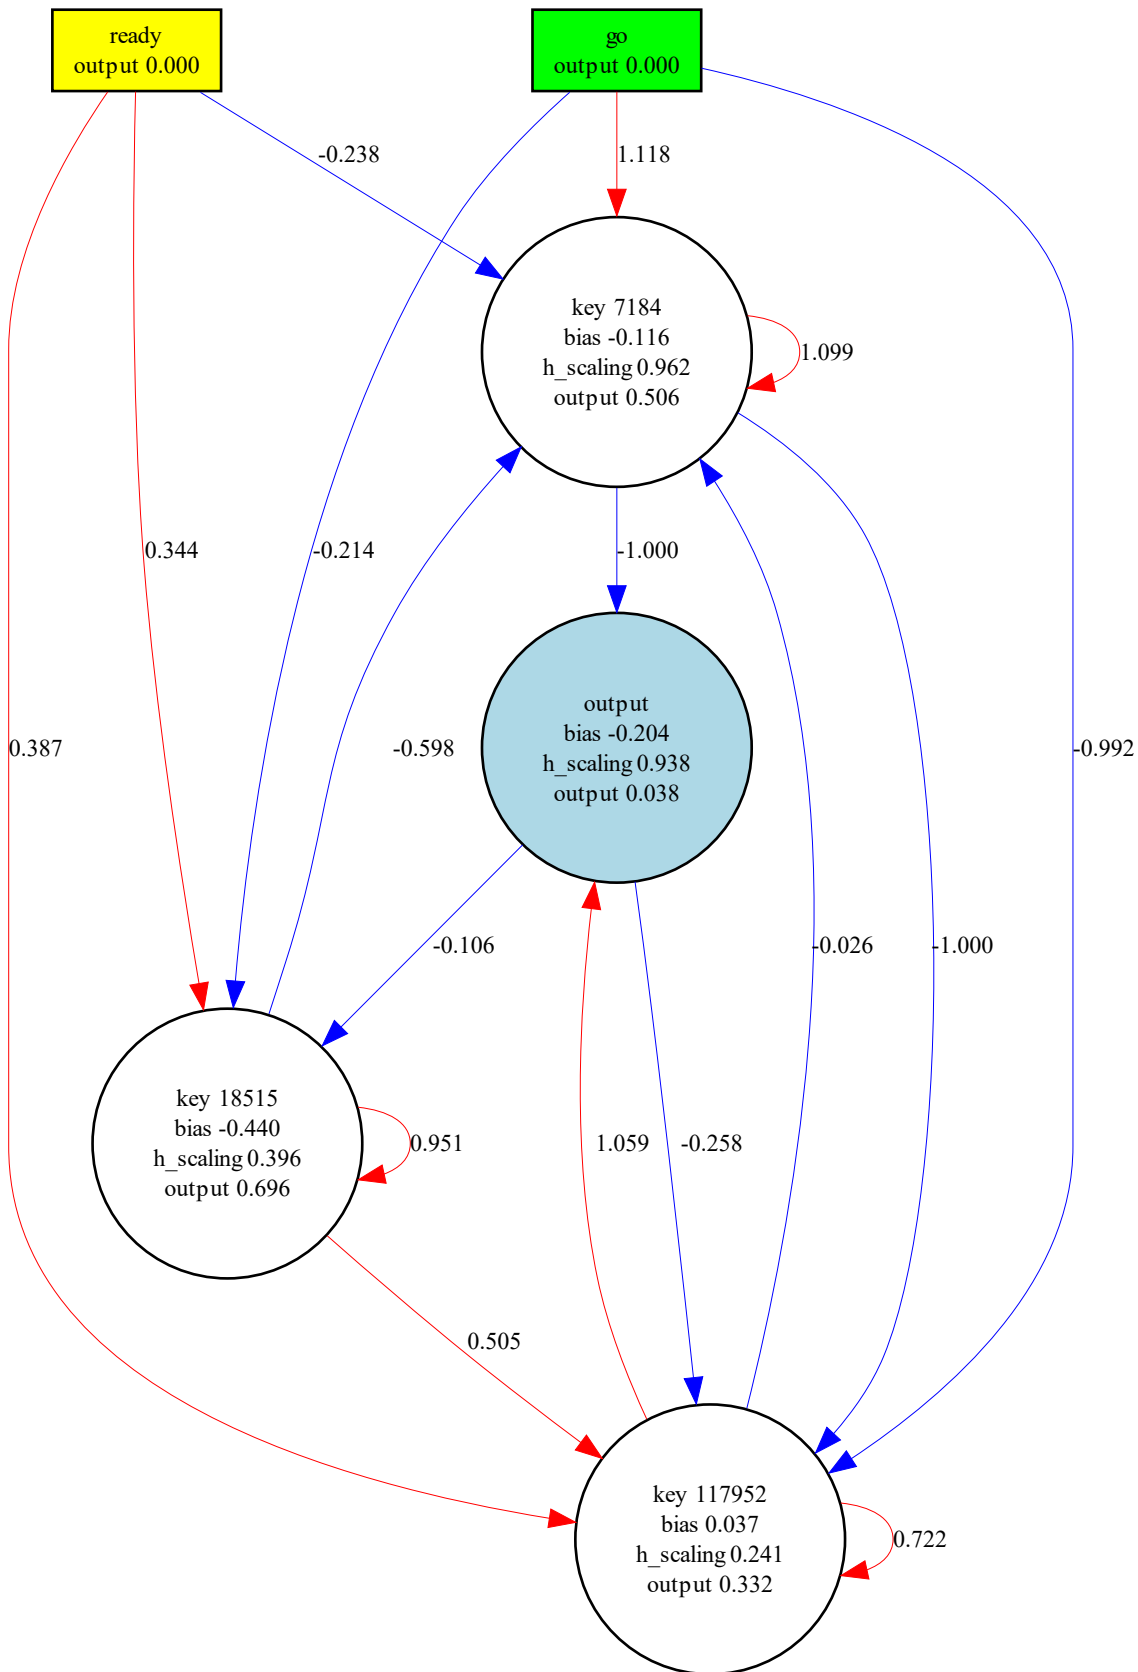 ready
output 0.000
go
output 0.000
-0.238
1.118
key 7184
bias -0.116
h_scaling 0.962
output 0.506
1.099
0.344
-0.214
-1.000
output
bias -0.204
h_scaling 0.938
output 0.038
0.387
-0.598
-0.992
-0.106
-0.026
-1.000
key 18515
bias -0.440
h_scaling 0.396
output 0.696
0.951
1.059
-0.258
0.505
key 117952
bias 0.037
h_scaling 0.241
output 0.332
0.722